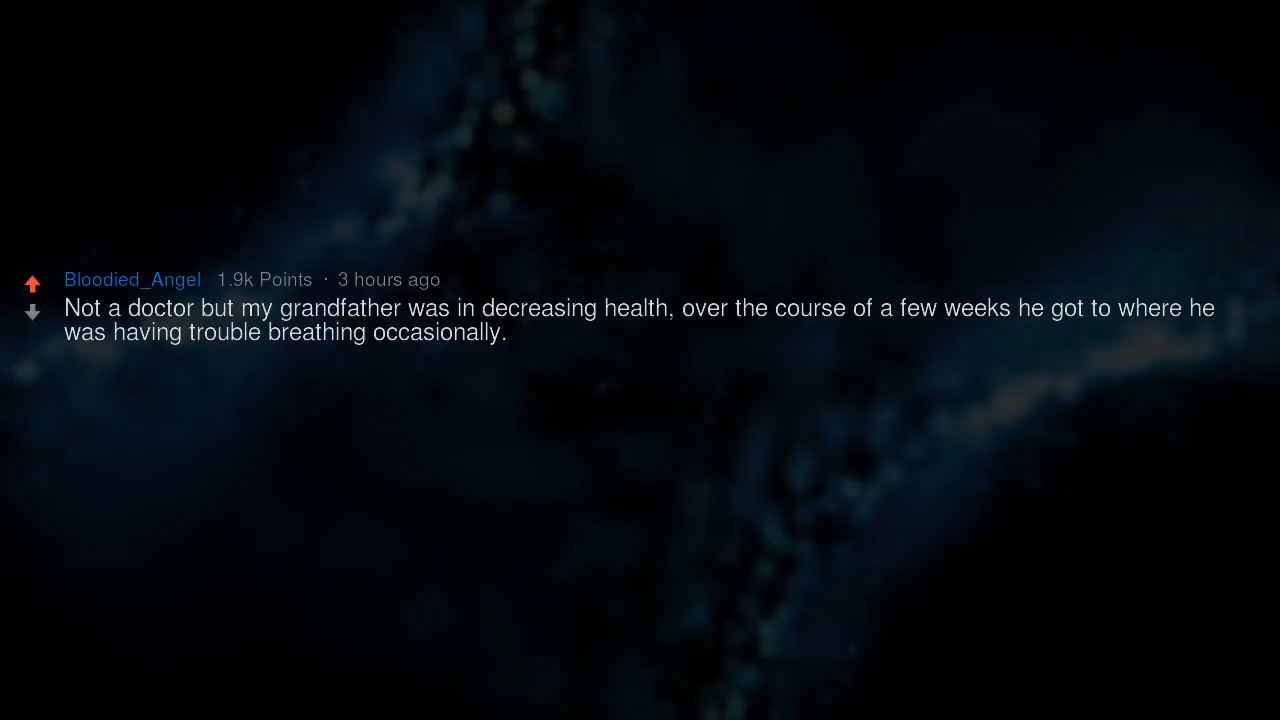 Bloodied_Angel 1.9k Points · 3 hours ago
Not a doctor but my grandfather was in decreasing health, over the course of a few weeks he got to where he
was having trouble breathing occasionally.